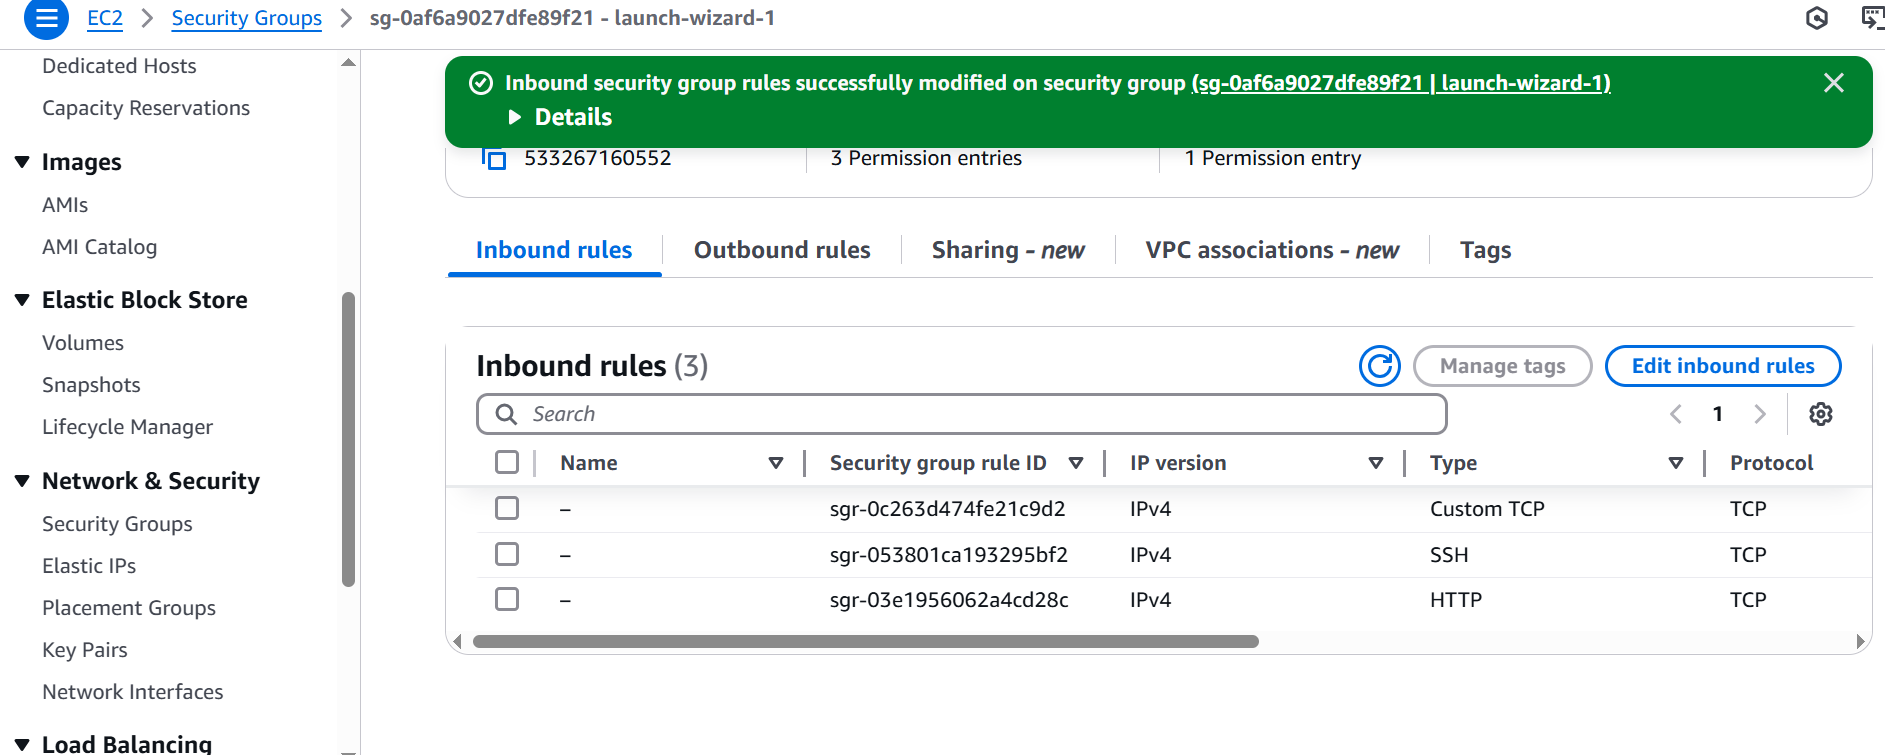 EC2 > Security Groups > sg-0af6a9027dfe89f21 - launch-wizard-1
Dedicated Hosts
Capacity Reservations
Images
AMIs
AMI Catalog
Elastic Block Store
Volumes
Snapshots
Lifecycle Manager
Network & Security
Security Groups
Elastic IPs
Placement Groups
Key Pairs
Network Interfaces
Load Balancing
Inbound security group rules successfully modified on security group (sg-0af6a9027dfe89f21 | launch-wizard-1)
Details
533267160552 3 Permission entries 1 Permission entry
Inbound rules Outbound rules Sharing - new VPC associations - new Tags
Inbound rules (3) Manage tags Edit inbound rules
Search 1
Name Security group rule ID IP version Type Protocol
– sgr-0c263d474fe21c9d2 IPv4 Custom TCP TCP
– sgr-053801ca193295bf2 IPv4 SSH TCP
– sgr-03e1956062a4cd28c IPv4 HTTP TCP